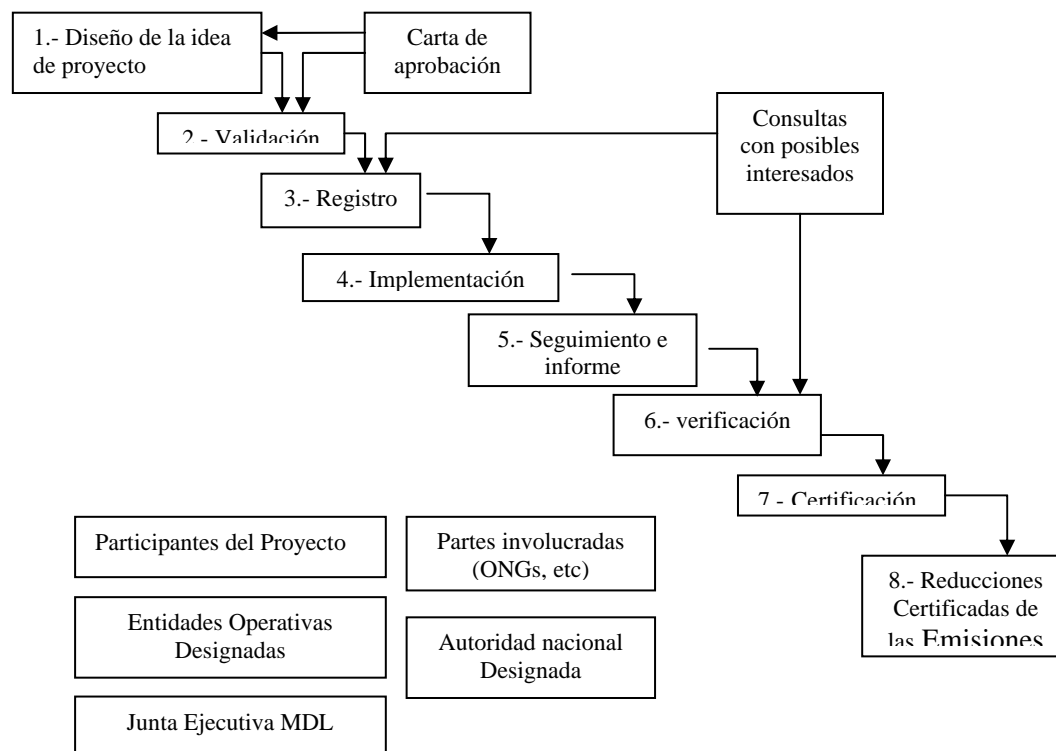 1.- Diseño de la idea
de proyecto
Carta de
aprobación
2.- Validación
Consultas
con posibles
interesados
3.- Registro
4.- Implementación
5.- Seguimiento e
informe
6.- verificación
7.- Certificación
8.- Reducciones
Certificadas de
las Emisiones
Participantes del Proyecto
Partes involucradas
(ONGs, etc)
Entidades Operativas
Designadas
Autoridad nacional
Designada
Junta Ejecutiva MDL